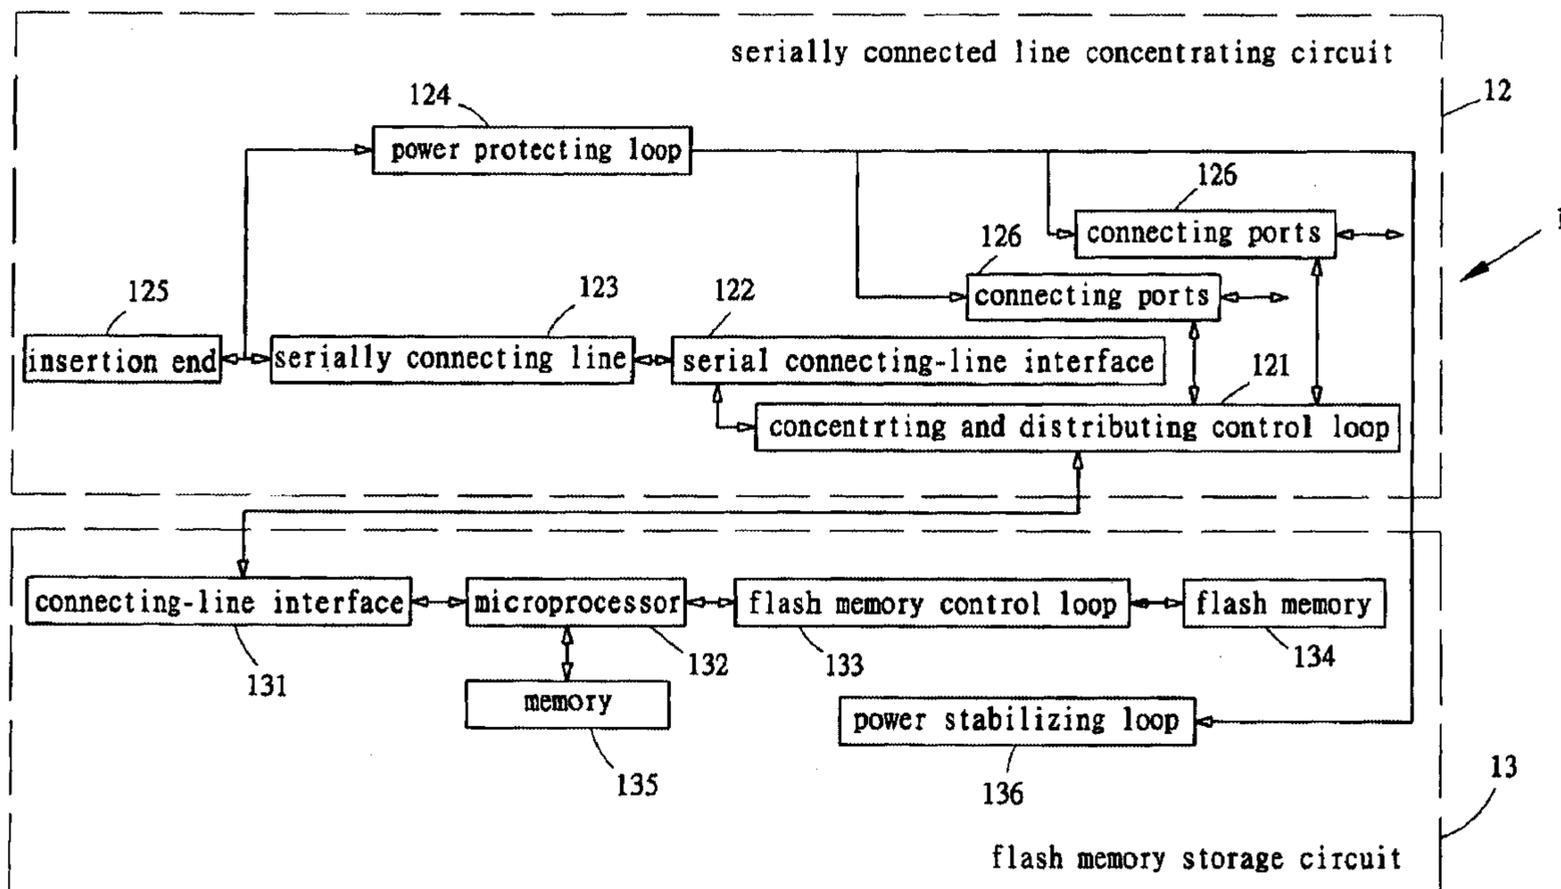 serially connected line concentrating circuit
12
124
power protecting loop
126
connecting ports
1
126
connecting ports
125
123
122
insertion end
serially connecting line
serial connecting-line interface
121
concentrting and distributing control loop
connecting-line interface
microprocessor
flash memory control loop
flash memory
131
132
133
134
memory
power stabilizing loop
135
136
13
flash memory storage circuit